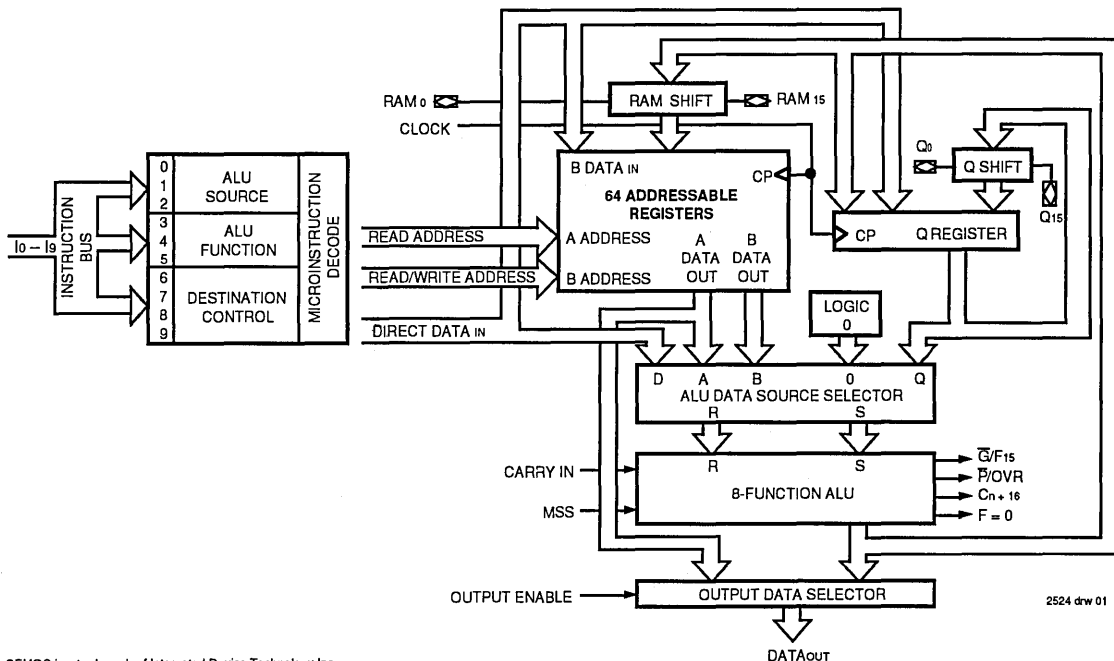 RAM 0
RAM SHIFT
RAM 15
CLOCK
Q0
Q SHIFT
Q15
B DATA IN
CP
64 ADDRESSABLE
REGISTERS
A ADDRESS
B ADDRESS
A
DATA
OUT
B
DATA
OUT
CP
Q REGISTER
I0 – I9
INSTRUCTION
BUS
0
1
2
3
4
5
6
7
8
9
ALU
SOURCE
ALU
FUNCTION
DESTINATION
CONTROL
MICROINSTRUCTION
DECODE
READ ADDRESS
READ/WRITE ADDRESS
DIRECT DATA IN
LOGIC
0
D A B 0 Q
ALU DATA SOURCE SELECTOR
R S
CARRY IN
MSS
R S
8-FUNCTION ALU
G̅/F15
P̅/OVR
Cn + 16
F = 0
OUTPUT ENABLE
OUTPUT DATA SELECTOR
2524 drw 01
DATAOUT